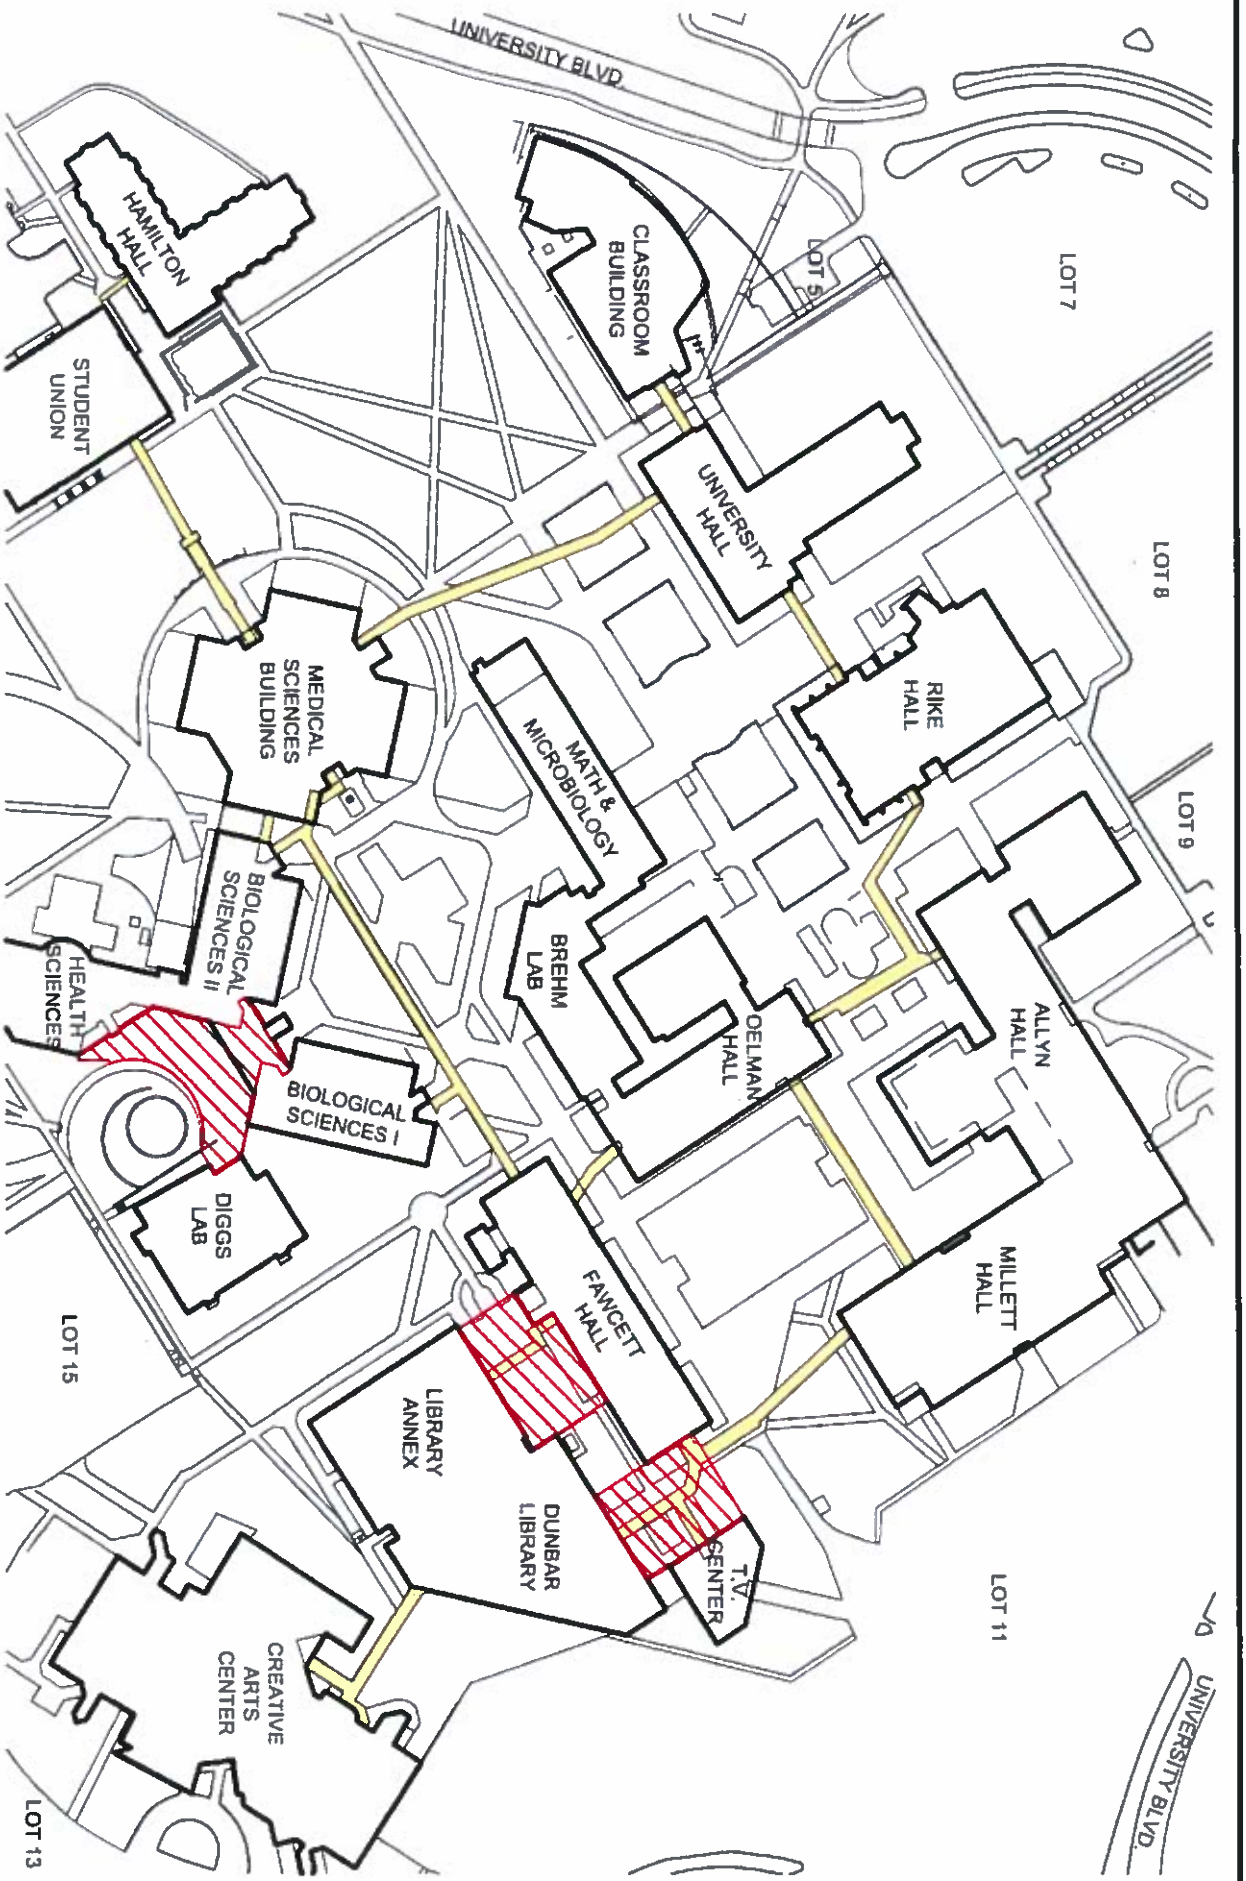 UNIVERSITY BLVD.
LOT 7
LOT 5
CLASSROOM
BUILDING
HAMILTON
HALL
STUDENT
UNION
UNIVERSITY
HALL
LOT 8
RIKE
HALL
LOT 9
MEDICAL
SCIENCES
BUILDING
MATH &
MICROBIOLOGY
BIOLOGICAL
SCIENCES II
HEALTH
SCIENCES
BREHM
LAB
OELMAN
HALL
ALLYN
HALL
BIOLOGICAL
SCIENCES I
DIGGS
LAB
FAWCETT
HALL
MILLETT
HALL
LOT 15
LIBRARY
ANNEX
DUNBAR
LIBRARY
T.V.
CENTER
LOT 11
CREATIVE
ARTS
CENTER
UNIVERSITY BLVD.
LOT 13